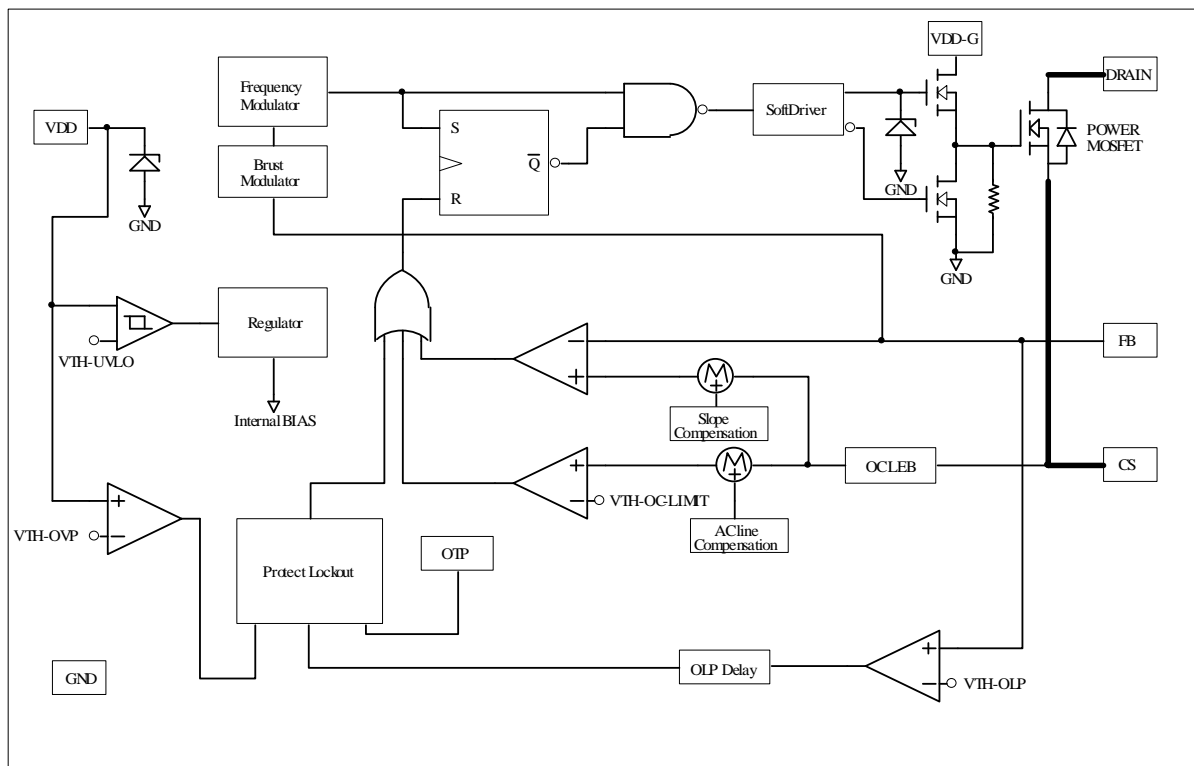 VDD-G
DRAIN
Frequency
Modulator
SoftDriver
VDD
S
Q
POWER
MOSFET
Brust
Modulator
GND
R
GND
GND
Regulator
FB
VTH-UVLO
Internal BIAS
Slope
Compensation
OCLEB
CS
VTH-OC-LIMIT
VTH-OVP
ACline
Compensation
OTP
Protect Lockout
OLP Delay
GND
VTH-OLP